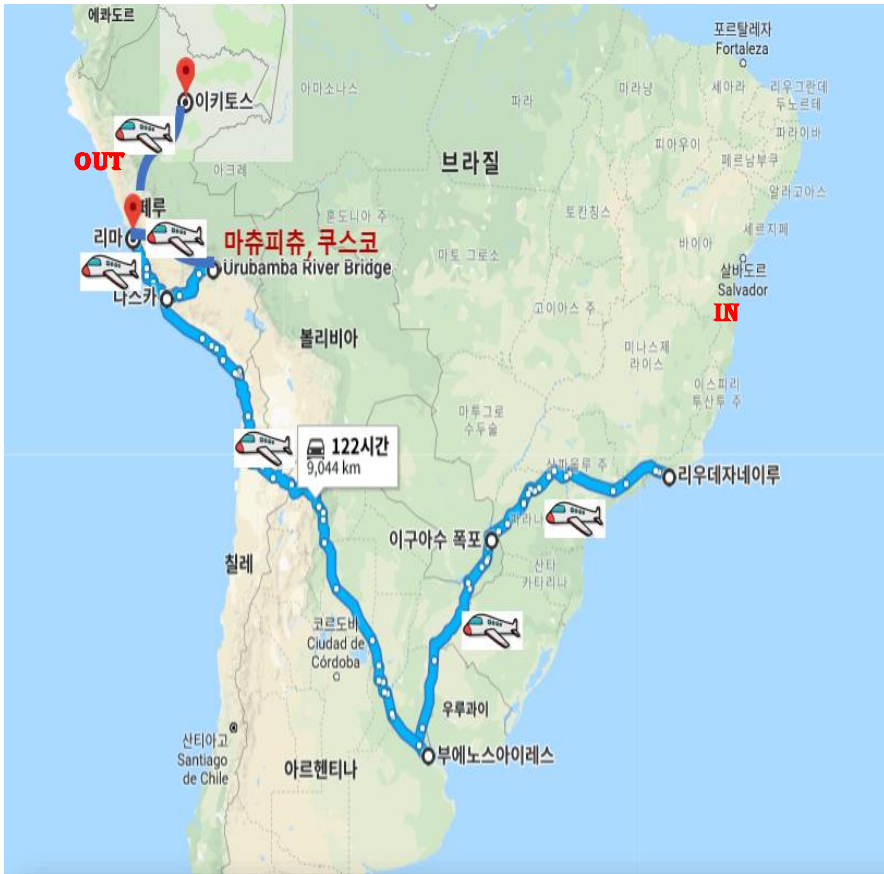 에콰도르
포르탈레자
Fortaleza
이키토스
아마소나스
파라
마라냥
세아라
리우그란데
두노르테
피아우이
파라이바
OUT
아크레
브라질
페르남부쿠
알라고아스
페루
혼도니아 주
토칸칭스
세르지페
리마
마츄피츄, 쿠스코
마토 그로소
바이아
Urubamba River Bridge
살바도르
Salvador
나스카
고이아스 주
IN
볼리비아
미나스제
라이스
이스피리
투산투 주
마투그로
수두술
122시간
9,044 km
상파울루 주
리우데자네이루
파라나
이구아수 폭포
칠레
산타
카타리나
코르도바
Ciudad de
Córdoba
우루과이
산티아고
Santiago
de Chile
부에노스아이레스
아르헨티나